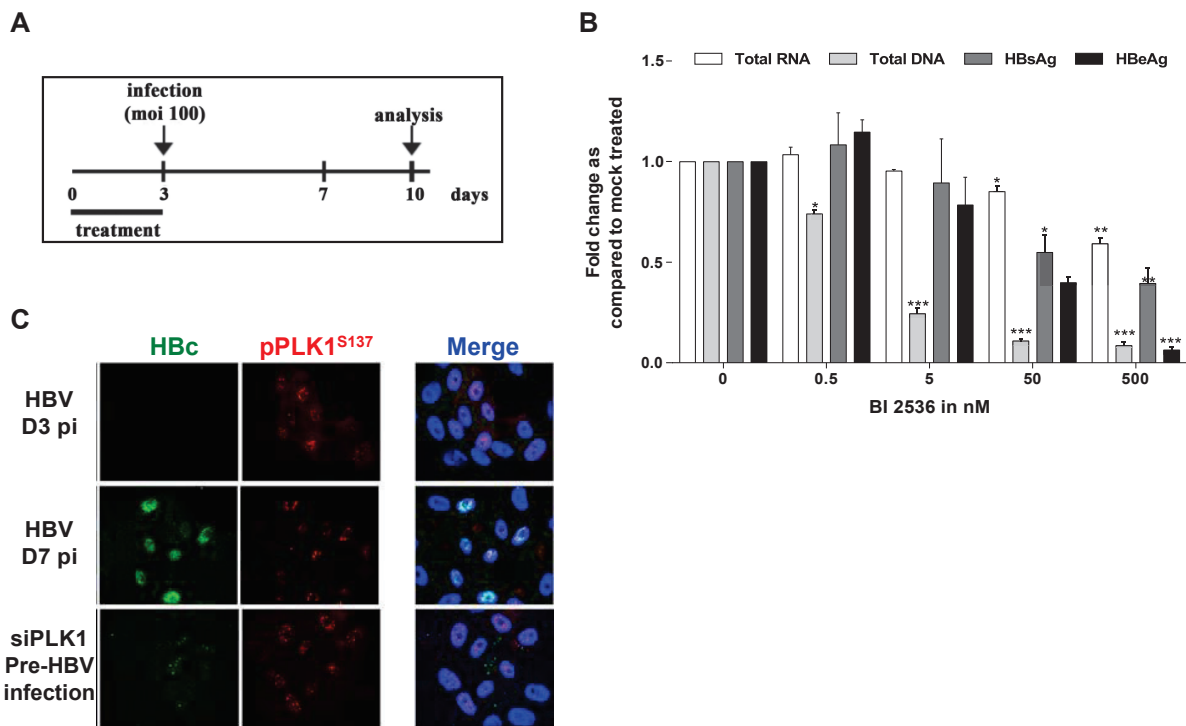 A
infection
(moi 100)
analysis
0
3
7
10
days
treatment
B
Total RNA
Total DNA
HBsAg
HBeAg
Fold change as
compared to mock treated
1.5
1.0
0.5
0.0
*
***
*
***
*
**
***
**
***
0
0.5
5
50
500
BI 2536 in nM
C
HBc
pPLK1S137
Merge
HBV
D3 pi
HBV
D7 pi
siPLK1
Pre-HBV
infection